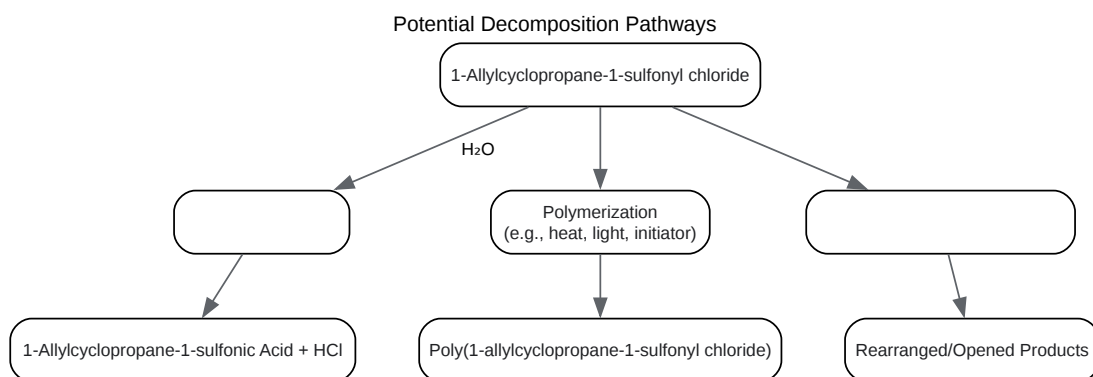 Potential Decomposition Pathways
1-Allylcyclopropane-1-sulfonyl chloride
H₂O
Polymerization
(e.g., heat, light, initiator)
1-Allylcyclopropane-1-sulfonic Acid + HCl
Poly(1-allylcyclopropane-1-sulfonyl chloride)
Rearranged/Opened Products